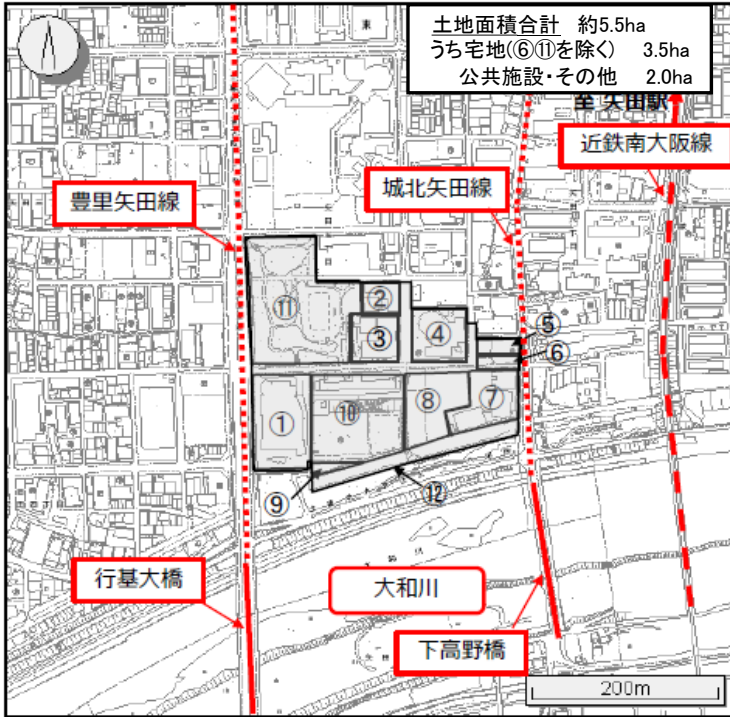 土地面積合計 約5.5ha
うち宅地(⑥⑪を除く) 3.5ha
公共施設・その他 2.0ha
東
至 矢田駅
近鉄南大阪線
城北矢田線
豊里矢田線
⑪
②
③
④
⑤
⑥
①
⑩
⑧
⑦
⑨
⑫
行基大橋
大和川
下高野橋
200m